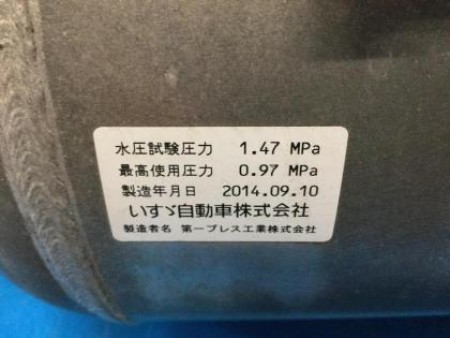 水圧試験圧力 1.47 MPa
最高使用圧力 0.97 MPa
製造年月日 2014.09.10
いすゞ自動車株式会社
製造者名 第一プレス工業株式会社